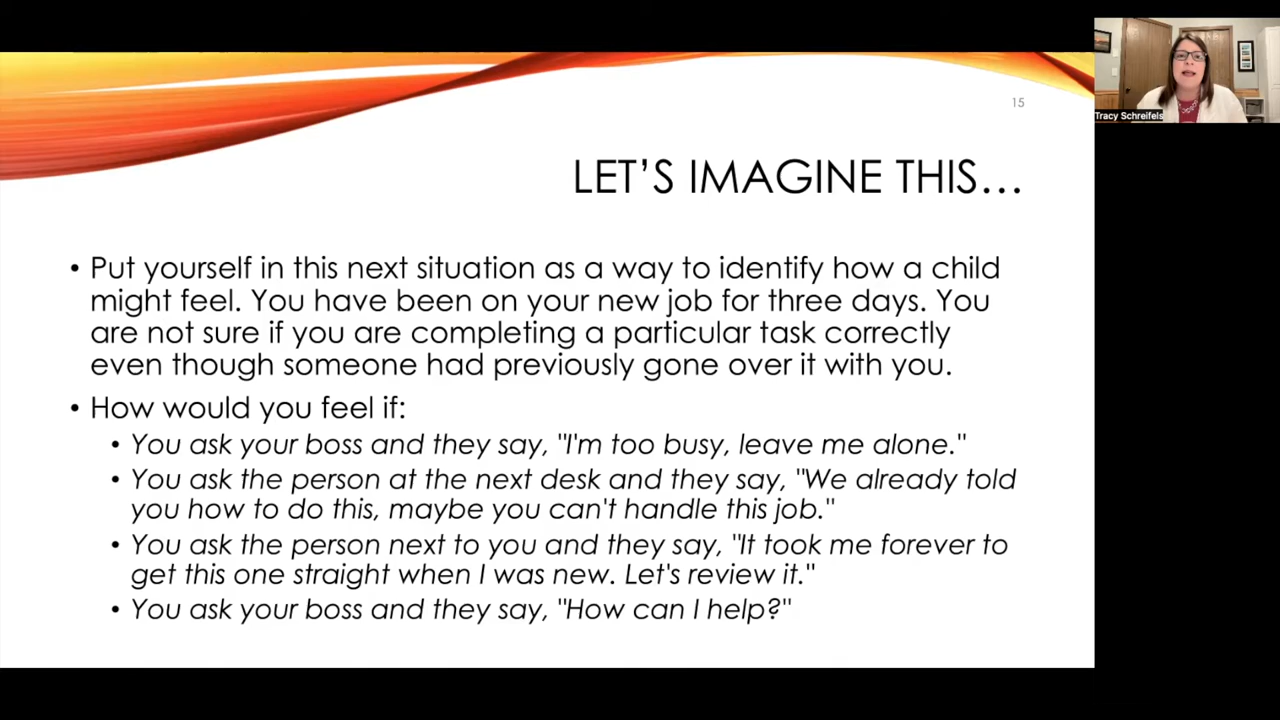 Tracy Schreifels
15
LET'S IMAGINE THIS…
• Put yourself in this next situation as a way to identify how a child
might feel. You have been on your new job for three days. You
are not sure if you are completing a particular task correctly
even though someone had previously gone over it with you.
• How would you feel if:
• You ask your boss and they say, "I'm too busy, leave me alone."
• You ask the person at the next desk and they say, "We already told
you how to do this, maybe you can't handle this job."
• You ask the person next to you and they say, "It took me forever to
get this one straight when I was new. Let's review it."
• You ask your boss and they say, "How can I help?"